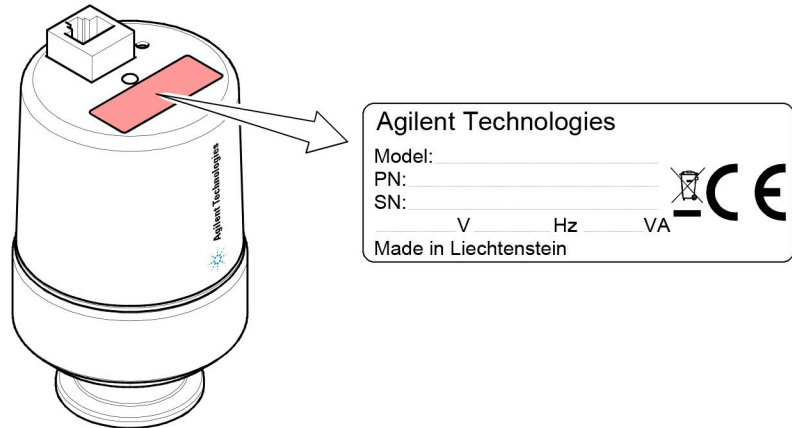 Agilent Technologies
Agilent Technologies
Model:
PN:
SN:
V Hz VA
Made in Liechtenstein
CE